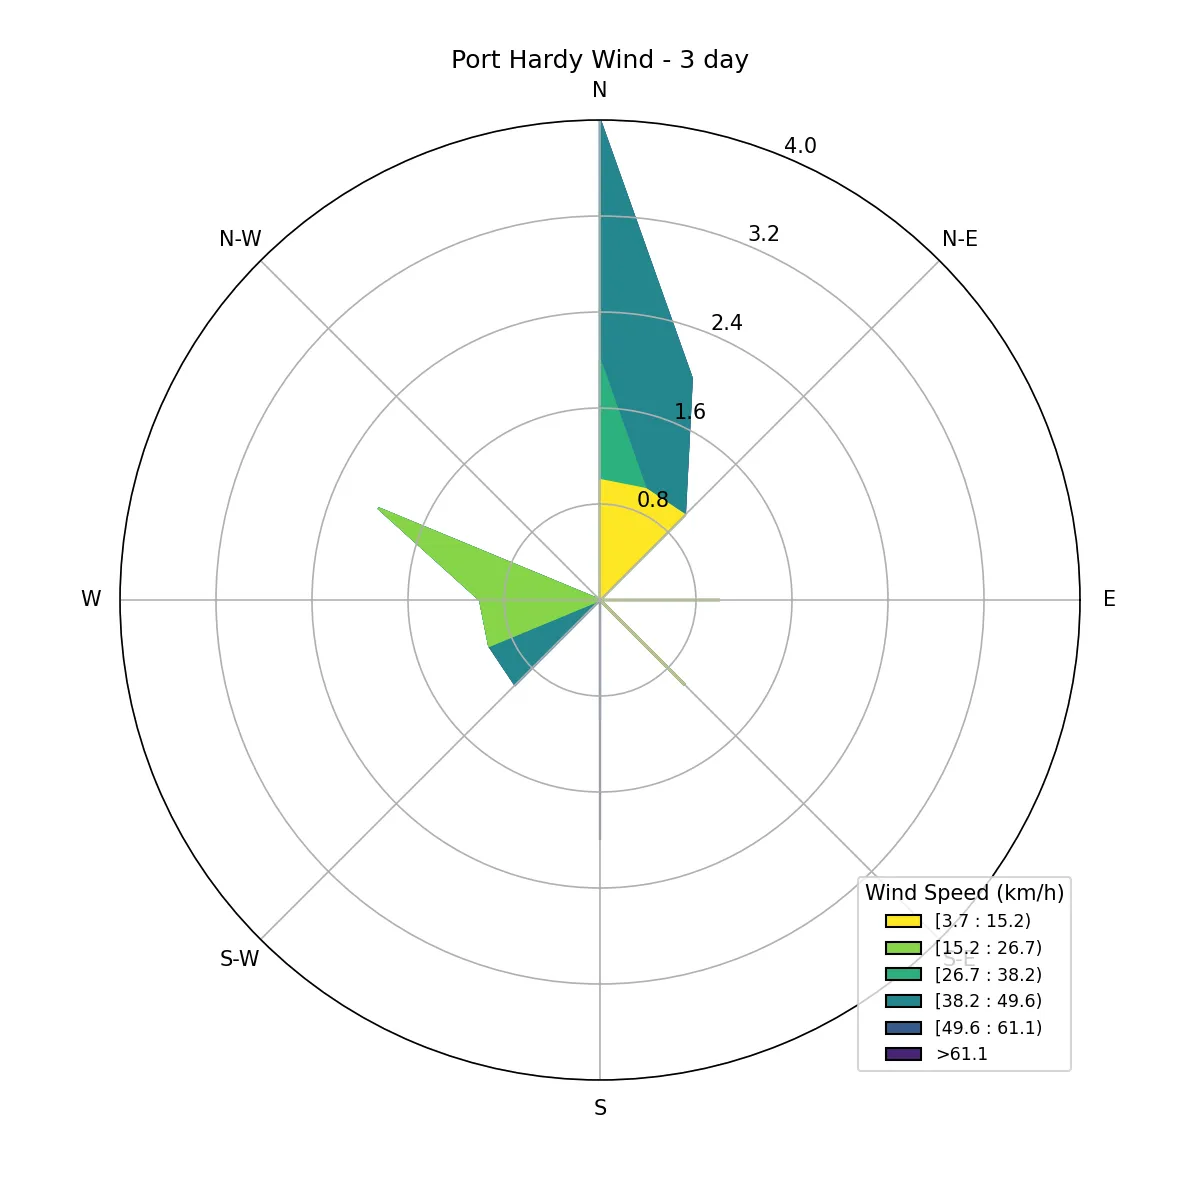 Port Hardy Wind - 3 day
N
4.0
N-W
3.2
N-E
2.4
1.6
0.8
W
E
S-W
S-E
S
Wind Speed (km/h)
[3.7 : 15.2)
[15.2 : 26.7)
[26.7 : 38.2)
[38.2 : 49.6)
[49.6 : 61.1)
>61.1